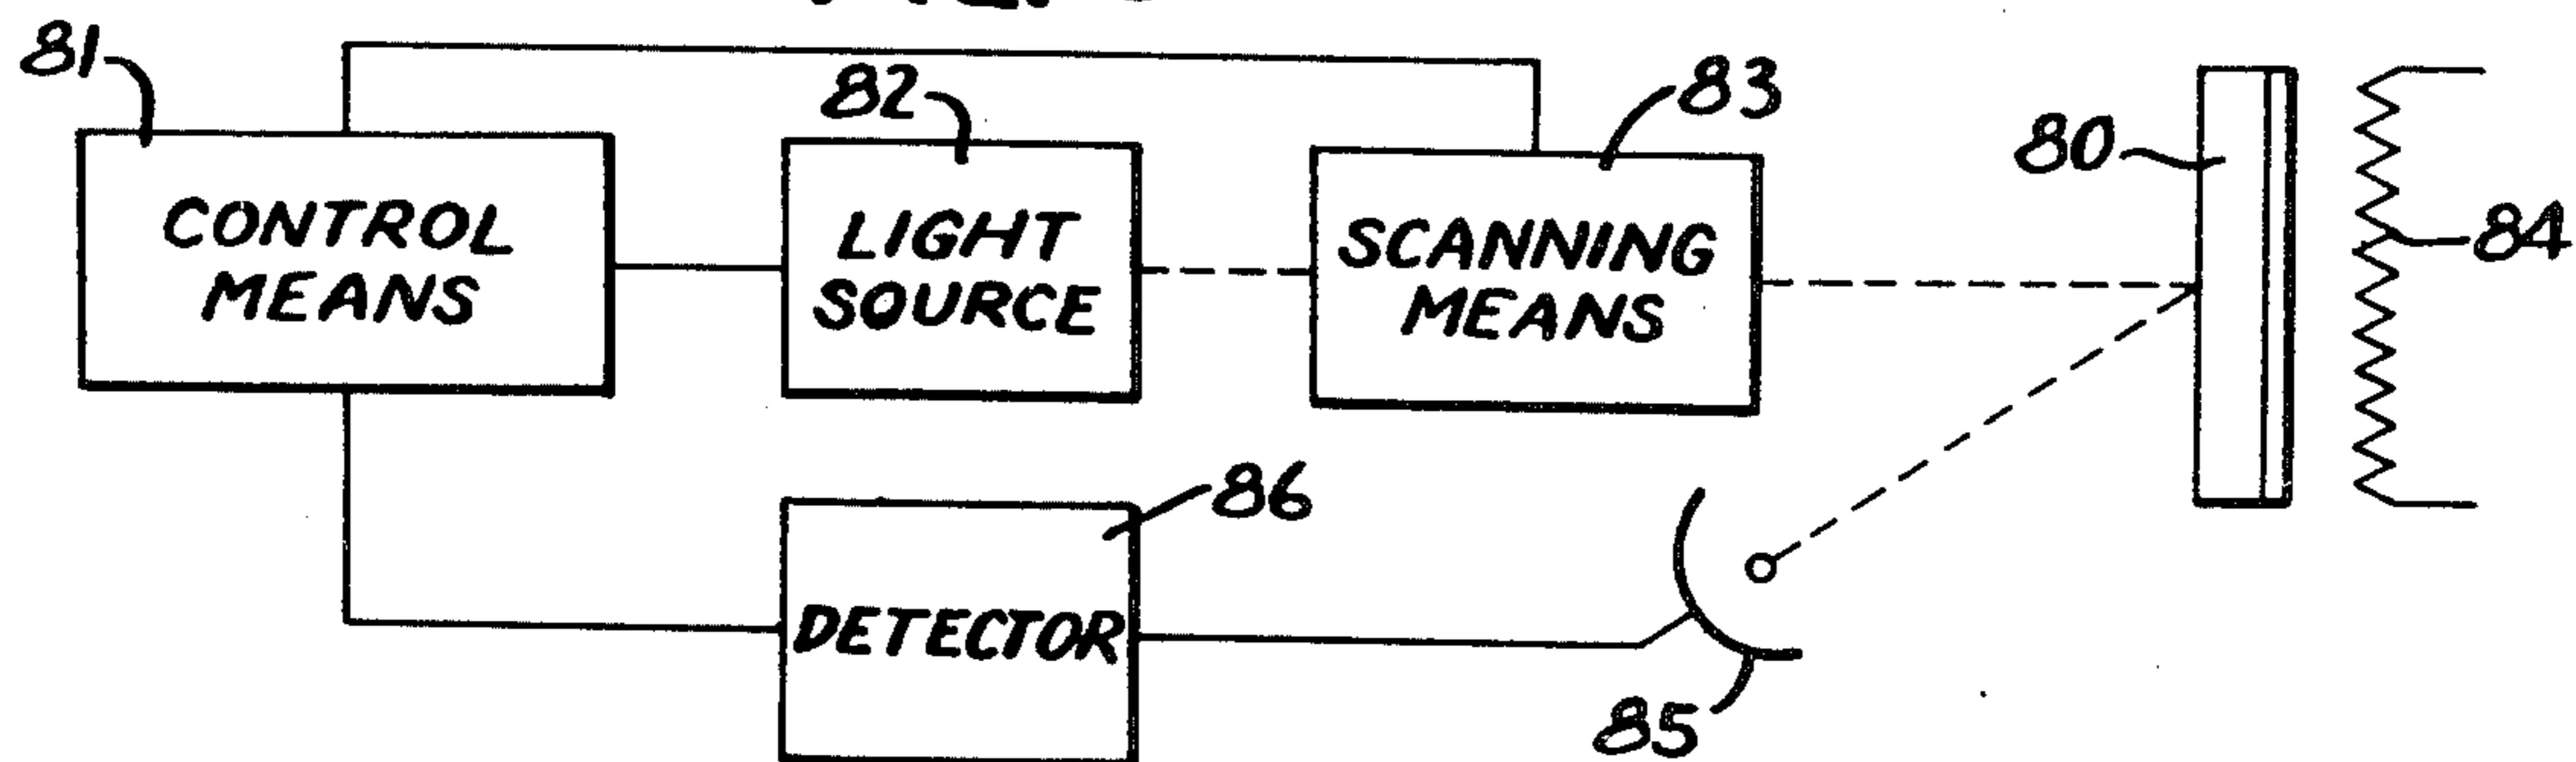 81
82
83
80
84
CONTROL
MEANS
LIGHT
SOURCE
SCANNING
MEANS
86
DETECTOR
85